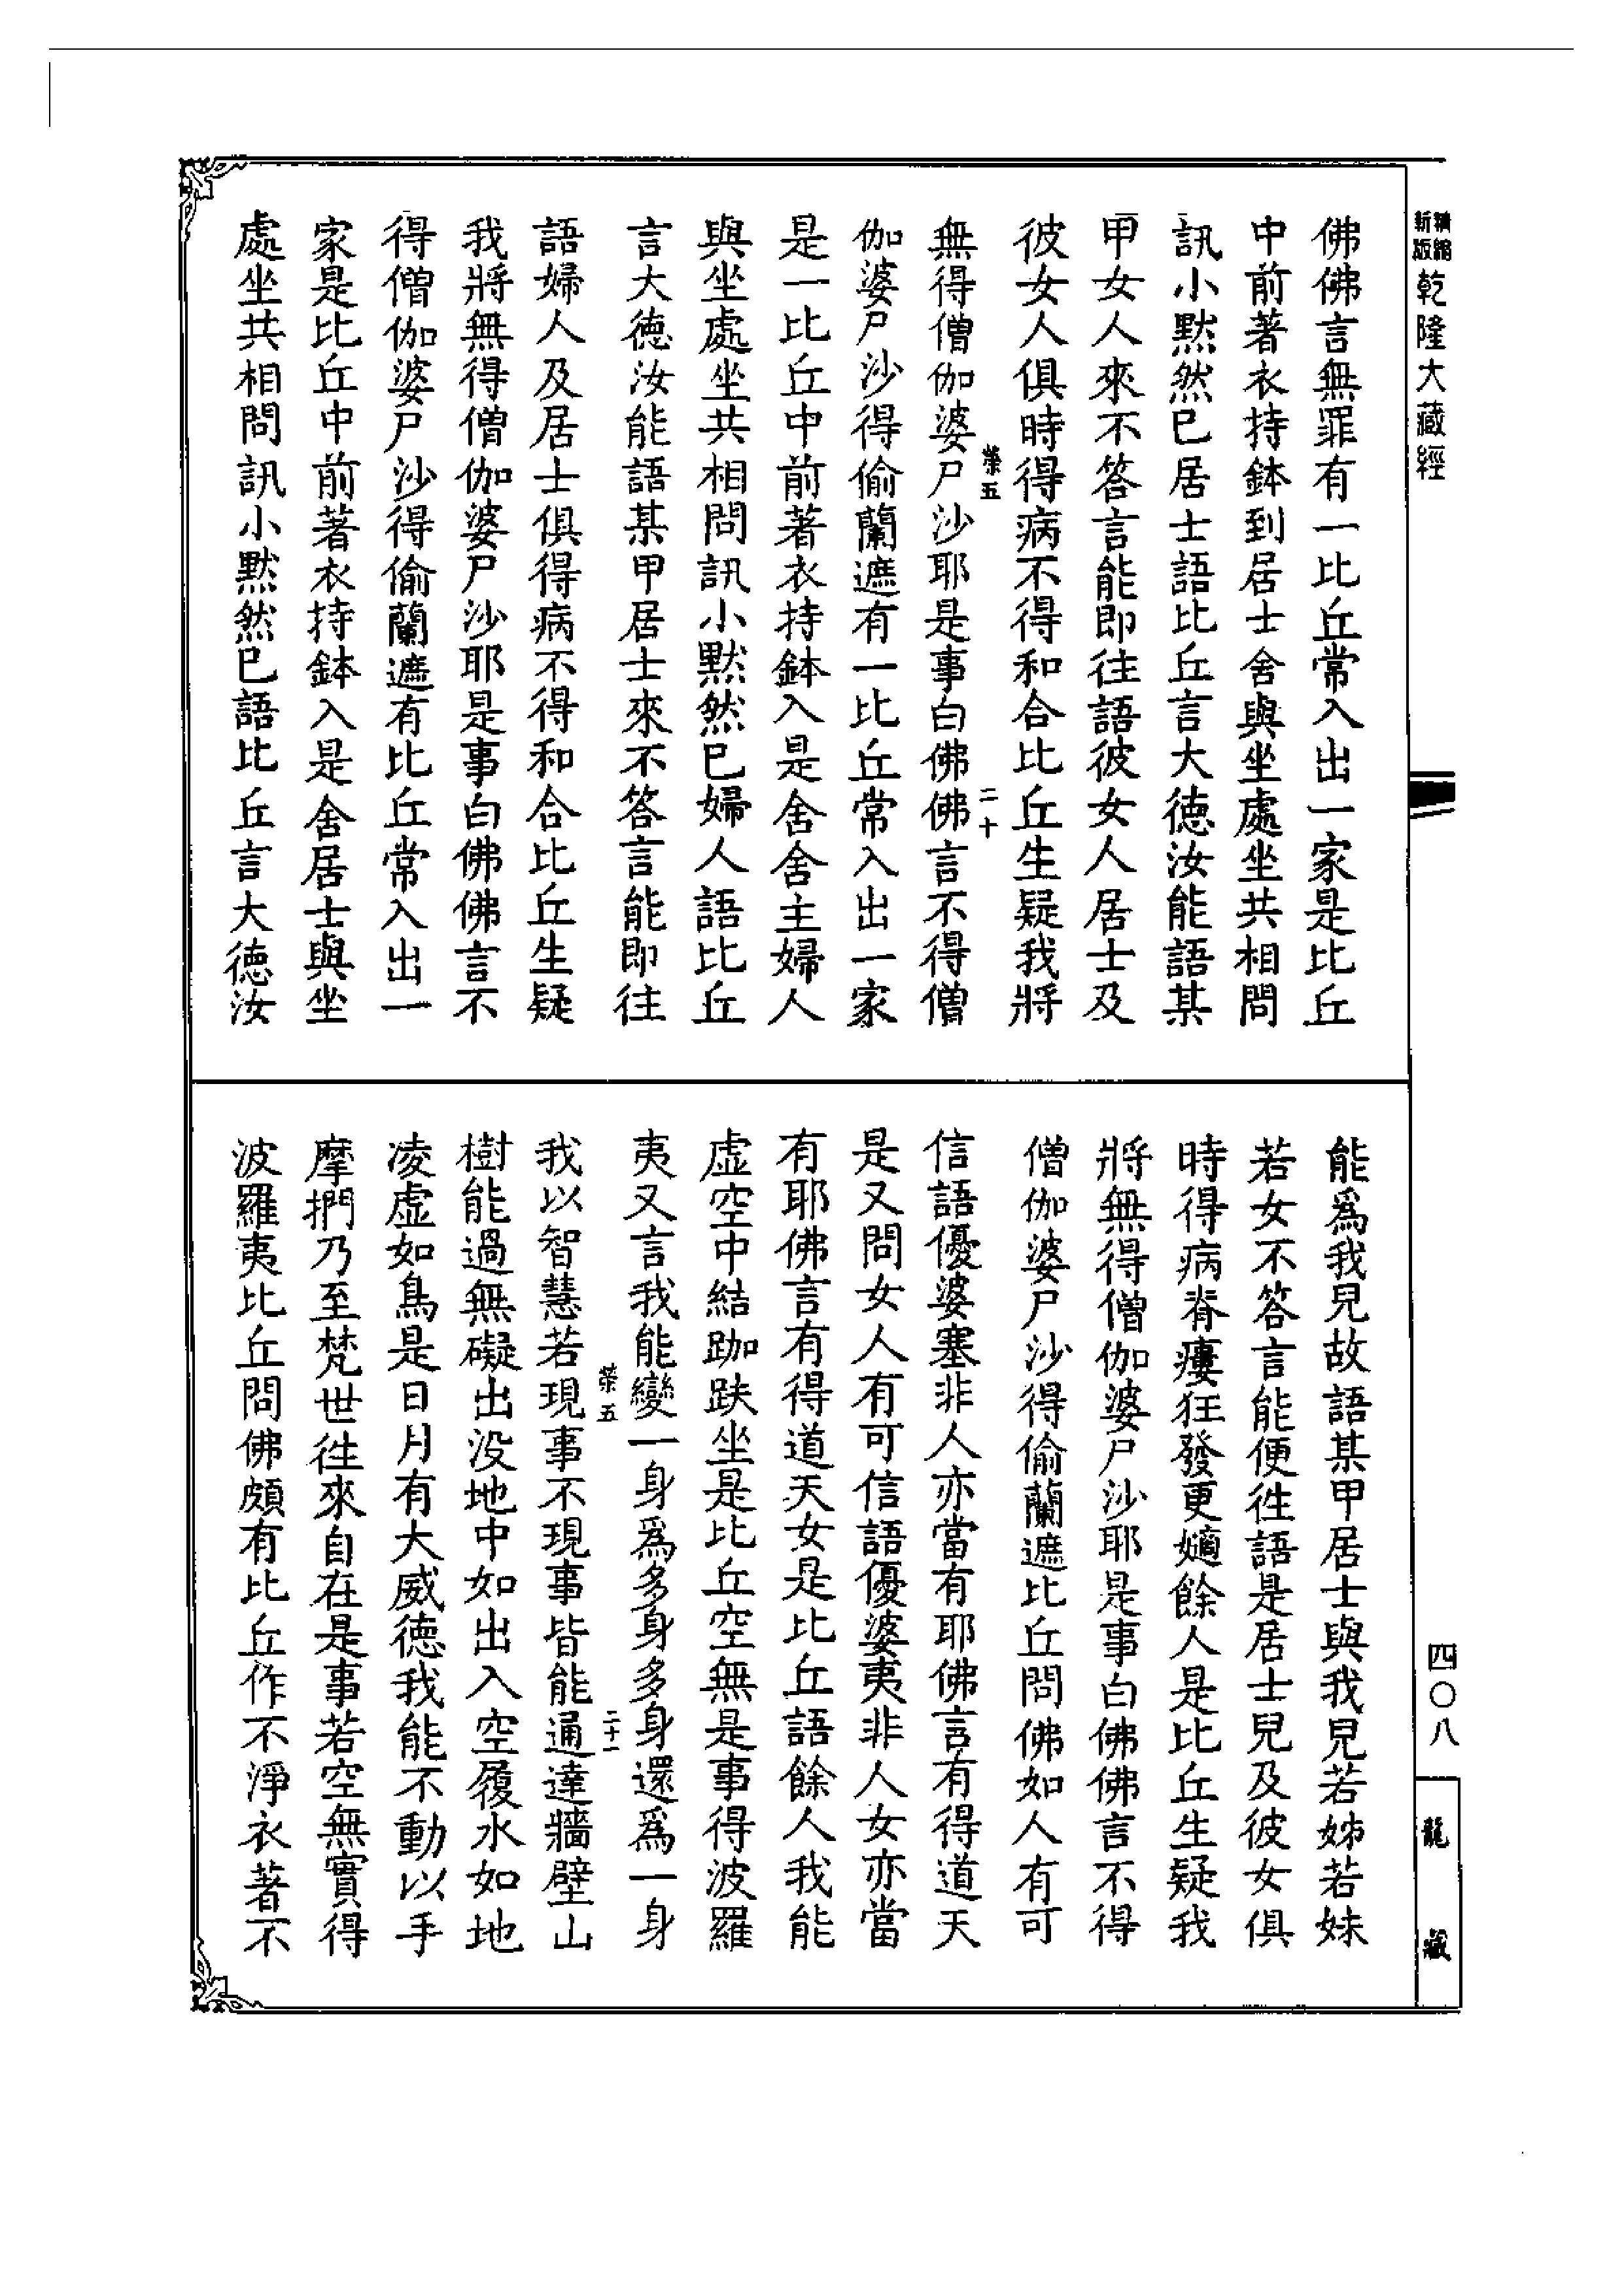 新版精縮乾隆大藏經
佛佛言無罪有一比丘常入出一家是比丘
中前著衣持鉢到居士舍與坐處坐共相問
訊小默然已居士語比丘言大德汝能語某
甲女人來不答言能即往語彼女人居士及
彼女人俱時得病不得和合比丘生疑我將
榮五 二十
無得僧伽婆尸沙耶是事白佛佛言不得僧
伽婆尸沙得偷蘭遮有一比丘常入出一家
是一比丘中前著衣持鉢入是舍舍主婦人
與坐處坐共相問訊小默然已婦人語比丘
言大德汝能語某甲居士來不答言能即往
語婦人及居士俱得病不得和合比丘生疑
我將無得僧伽婆尸沙耶是事白佛佛言不
得僧伽婆尸沙得偷蘭遮有比丘常入出一
家是比丘中前著衣持鉢入是舍居士與坐
處坐共相問訊小默然已語比丘言大德汝
能為我兒故語某甲居士與我兒若姊若妹
若女不答言能便往語是居士兒及彼女俱
時得病脊瘻狂發更嫡餘人是比丘生疑我
將無得僧伽婆尸沙耶是事白佛佛言不得
僧伽婆尸沙得偷蘭遮比丘問佛如人有可
信語優婆塞非人亦當有耶佛言有得道天
是又問女人有可信語優婆夷非人女亦當
有耶佛言有得道天女是比丘語餘人我能
虛空中結跏趺坐是比丘空無是事得波羅
夷又言我能變一身為多身多身還為一身
榮五 二十一
我以智慧若現事不現事皆能通達牆壁山
樹能過無礙出沒地中如出入空履水如地
凌虛如鳥是日月有大威德我能不動以手
摩捫乃至梵世往來自在是事若空無實得
波羅夷比丘問佛頗有比丘作不淨衣著不
四〇八
龍藏